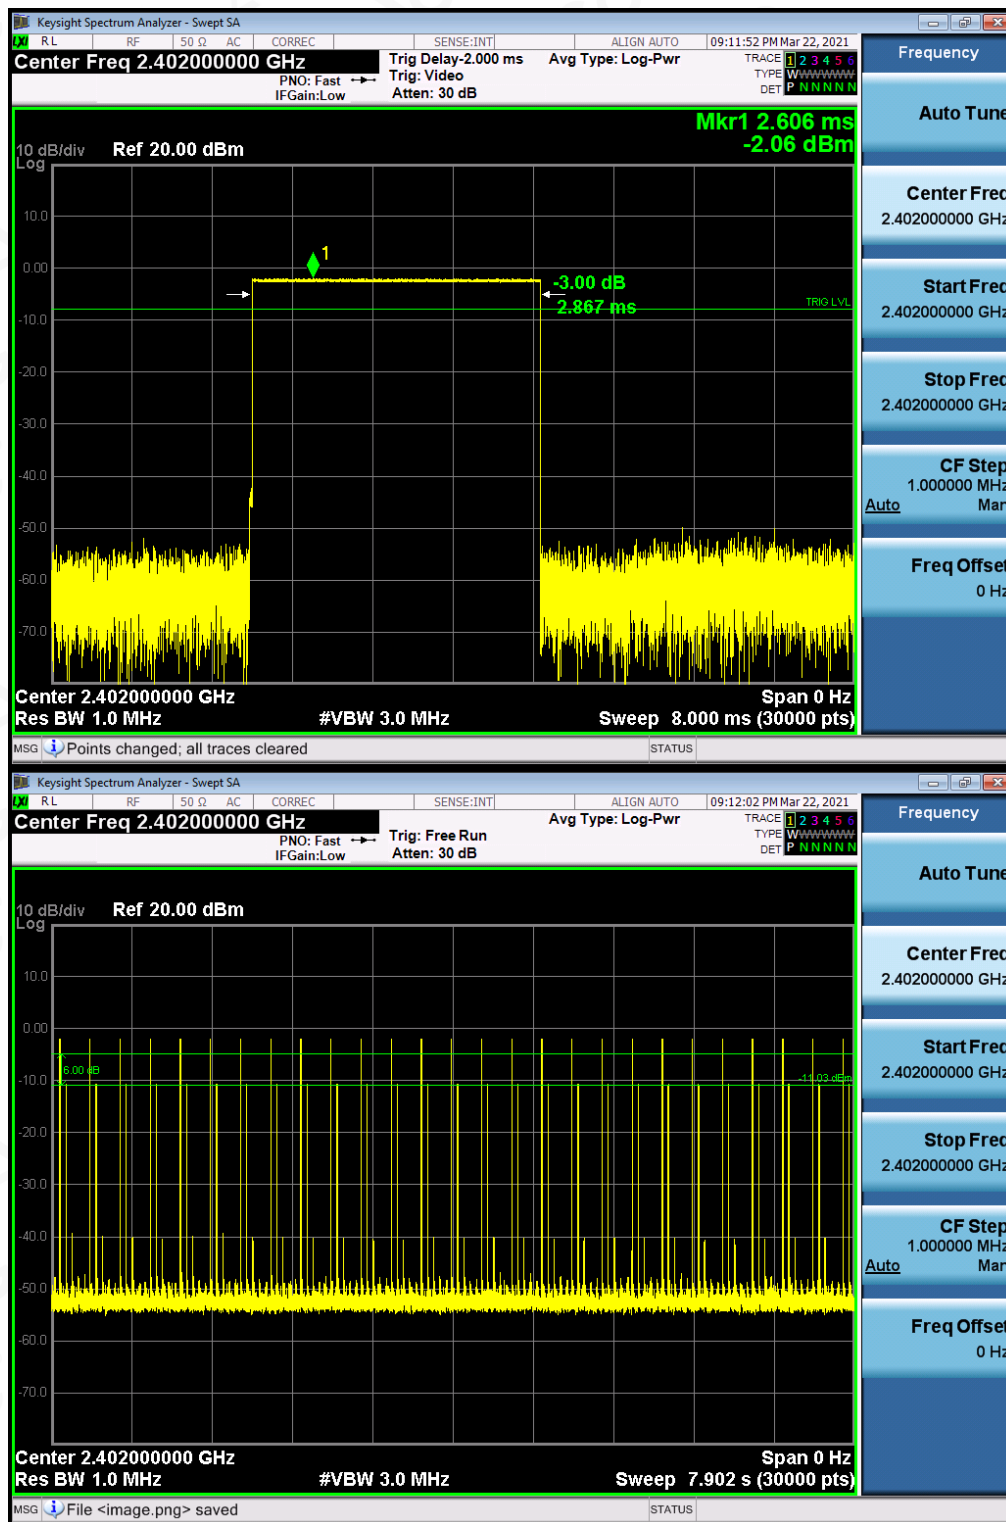 Keysight Spectrum Analyzer - Swept SA
LXI RL RF 50 Ω AC CORREC SENSE:INT ALIGN AUTO 09:11:52 PM Mar 22, 2021
Center Freq 2.402000000 GHz
PNO: Fast
IFGain:Low
Trig Delay-2.000 ms
Trig: Video
Atten: 30 dB
Avg Type: Log-Pwr
TRACE 1 2 3 4 5 6
TYPE WWWWWWW
DET P N N N N N
Frequency
Auto Tune
Center Freq
2.402000000 GHz
Start Freq
2.402000000 GHz
Stop Freq
2.402000000 GHz
CF Step
1.000000 MHz
Auto Man
Freq Offset
0 Hz
Mkr1 2.606 ms
-2.06 dBm
10 dB/div Ref 20.00 dBm
Log
10.0
0.00
-10.0
-20.0
-30.0
-40.0
-50.0
-60.0
-70.0
1
-3.00 dB
2.867 ms
TRIG LVL
Center 2.402000000 GHz Span 0 Hz
Res BW 1.0 MHz #VBW 3.0 MHz Sweep 8.000 ms (30000 pts)
MSG Points changed; all traces cleared STATUS
Keysight Spectrum Analyzer - Swept SA
LXI RL RF 50 Ω AC CORREC SENSE:INT ALIGN AUTO 09:12:02 PM Mar 22, 2021
Center Freq 2.402000000 GHz
PNO: Fast
IFGain:Low
Trig: Free Run
Atten: 30 dB
Avg Type: Log-Pwr
TRACE 1 2 3 4 5 6
TYPE WWWWWWW
DET P N N N N N
Frequency
Auto Tune
Center Freq
2.402000000 GHz
Start Freq
2.402000000 GHz
Stop Freq
2.402000000 GHz
CF Step
1.000000 MHz
Auto Man
Freq Offset
0 Hz
10 dB/div Ref 20.00 dBm
Log
10.0
0.00
-10.0
-20.0
-30.0
-40.0
-50.0
-60.0
-70.0
6.00 dB
-11.03 dBm
Center 2.402000000 GHz Span 0 Hz
Res BW 1.0 MHz #VBW 3.0 MHz Sweep 7.902 s (30000 pts)
MSG File <image.png> saved STATUS